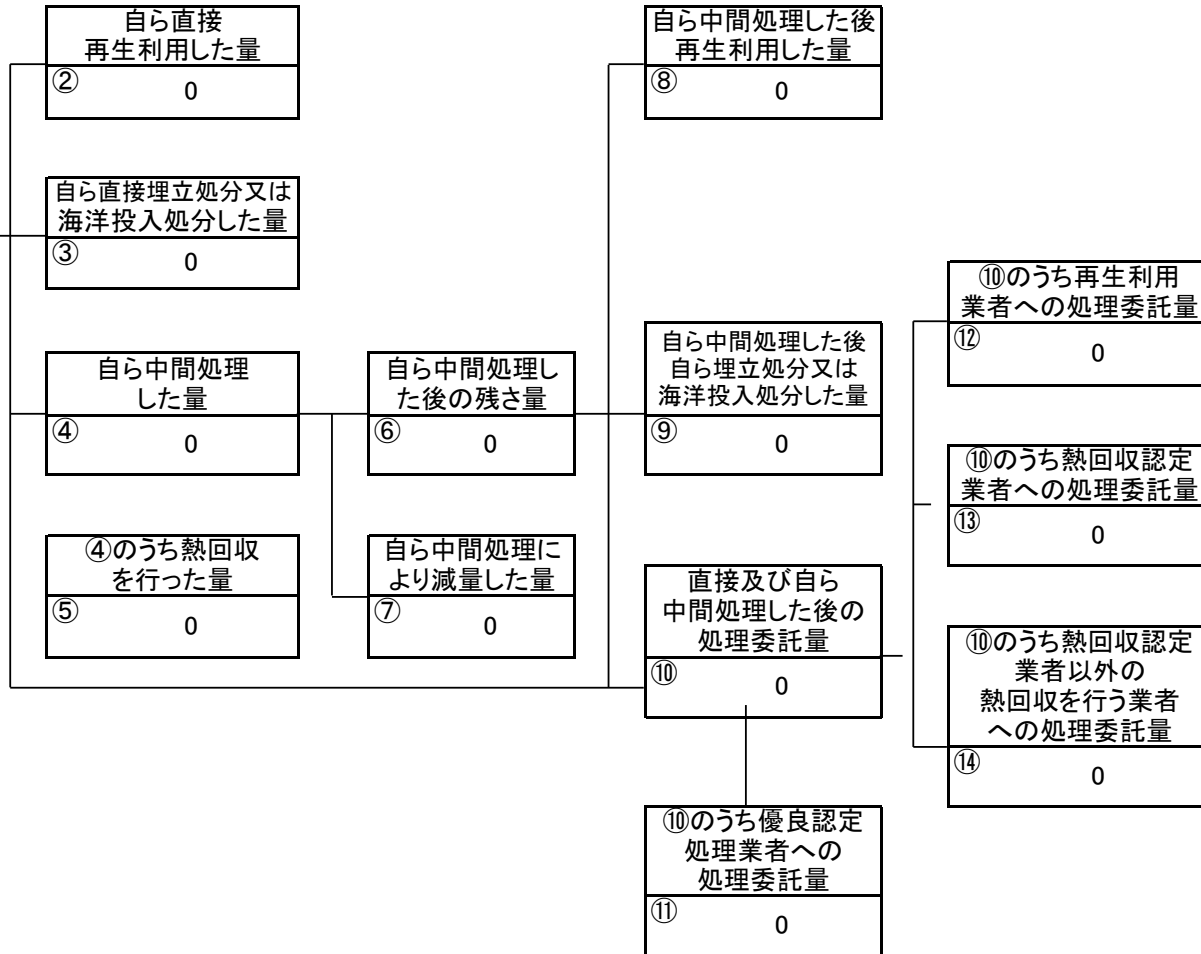 自ら直接
再生利用した量
②
0
自ら中間処理した後
再生利用した量
⑧
0
自ら直接埋立処分又は
海洋投入処分した量
③
0
⑩のうち再生利用
業者への処理委託量
⑫
0
自ら中間処理
した量
④
0
自ら中間処理し
た後の残さ量
⑥
0
自ら中間処理した後
自ら埋立処分又は
海洋投入処分した量
⑨
0
⑩のうち熱回収認定
業者への処理委託量
⑬
0
④のうち熱回収
を行った量
⑤
0
自ら中間処理に
より減量した量
⑦
0
直接及び自ら
中間処理した後の
処理委託量
⑩
0
⑩のうち熱回収認定
業者以外の
熱回収を行う業者
への処理委託量
⑭
0
⑩のうち優良認定
処理業者への
処理委託量
⑪
0